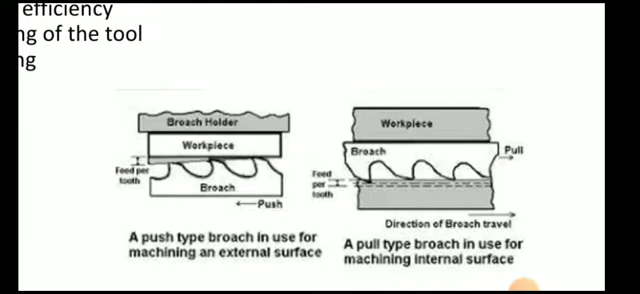 efficiency
ng of the tool
ng
Broach Holder
Workpiece
Feed per
tooth
Broach
Push
A push type broach in use for
machining an external surface
Workpiece
Broach
Pull
Feed
per
tooth
Direction of Broach travel
A pull type broach in use for
machining internal surface